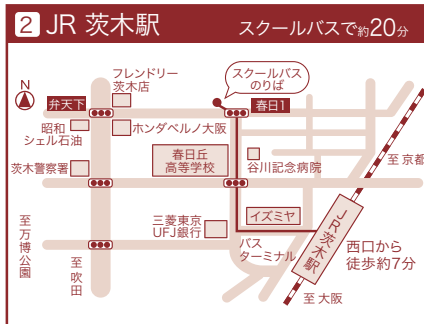 2 JR 茨木駅
スクールバスで約20分
フレンドリー
茨木店
スクールバス
のりば
N
弁天下
春日1
昭和
シェル石油
ホンダベルノ大阪
春日丘
高等学校
谷川記念病院
茨木警察署
至京都
至万博公園
至吹田
三菱東京
UFJ銀行
イズミヤ
バス
ターミナル
JR茨木駅
西口から
徒歩約7分
至大阪